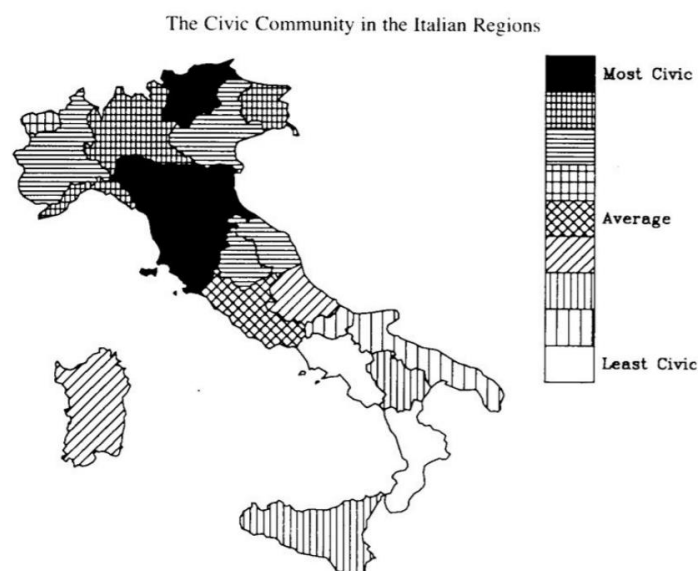 The Civic Community in the Italian Regions
Most Civic
Average
Least Civic